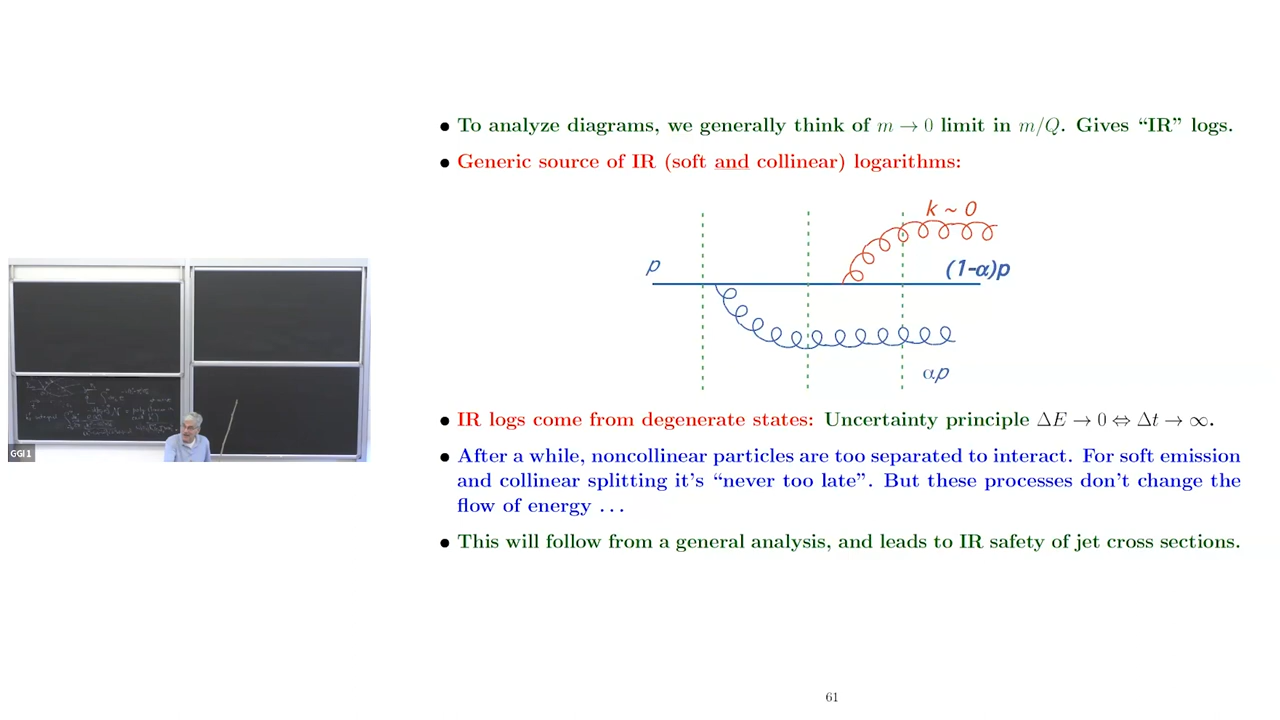 • To analyze diagrams, we generally think of m → 0 limit in m/Q. Gives “IR” logs.
• Generic source of IR (soft and collinear) logarithms:
k ~ 0
p
(1-α)p
αp
• IR logs come from degenerate states: Uncertainty principle ΔE → 0 ⇔ Δt → ∞.
• After a while, noncollinear particles are too separated to interact. For soft emission
and collinear splitting it's “never too late”. But these processes don't change the
flow of energy ...
• This will follow from a general analysis, and leads to IR safety of jet cross sections.
GGI 1
61